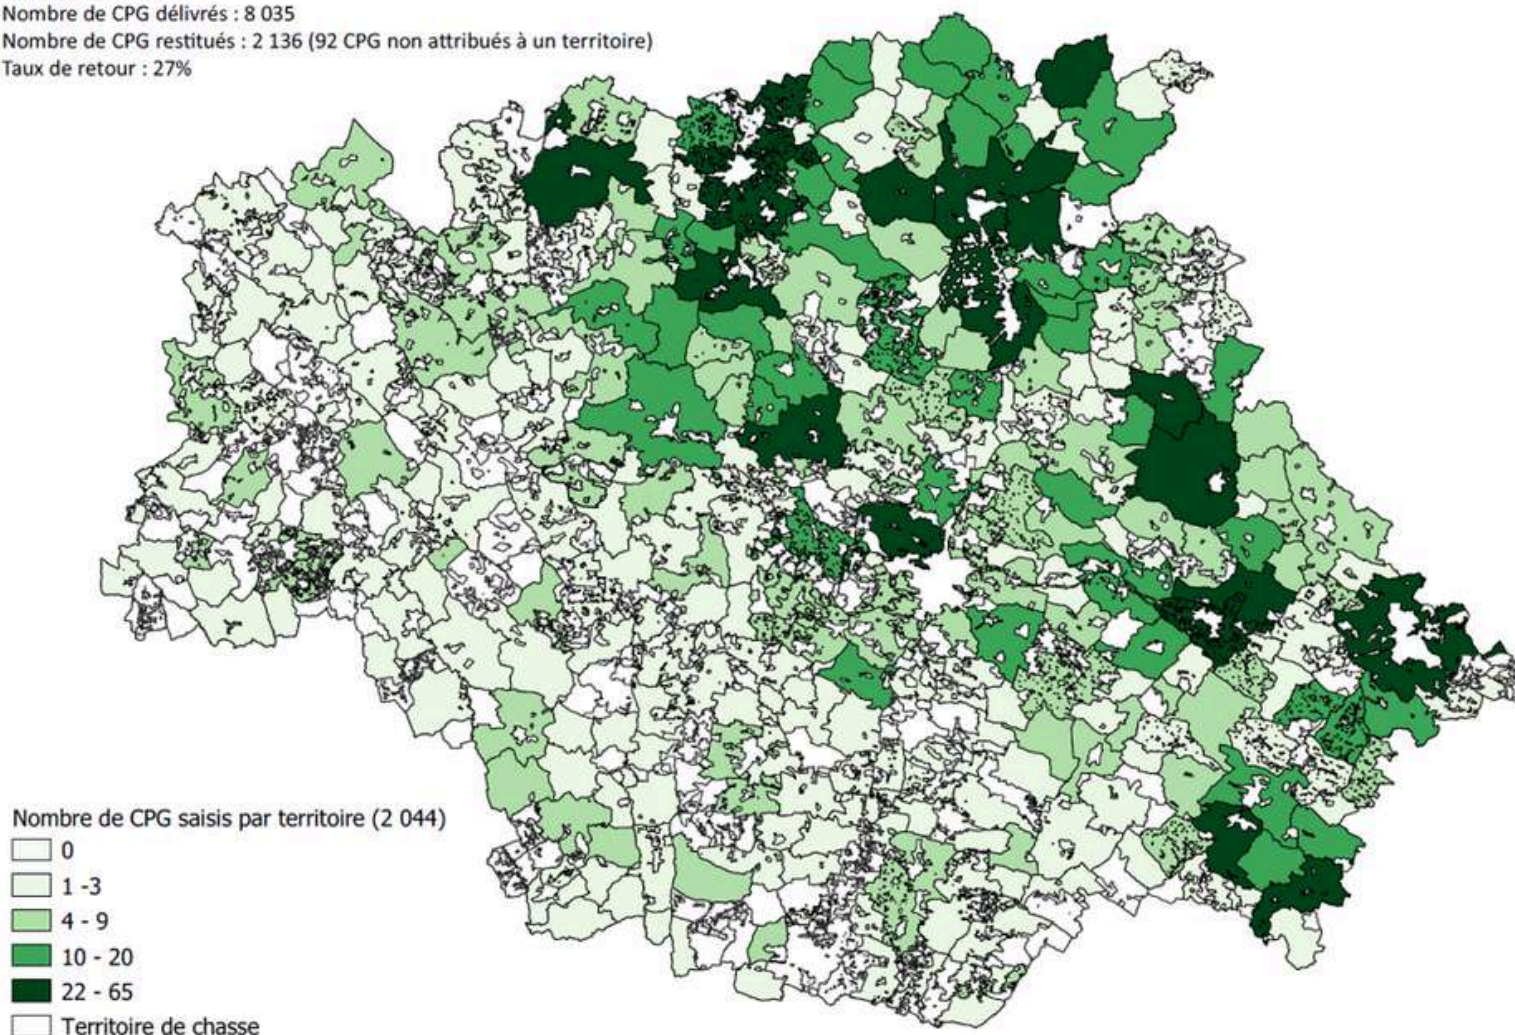 Nombre de CPG délivrés : 8 035
Nombre de CPG restitués : 2 136 (92 CPG non attribués à un territoire)
Taux de retour : 27%
Nombre de CPG saisis par territoire (2 044)
0
1 -3
4 - 9
10 - 20
22 - 65
Territoire de chasse